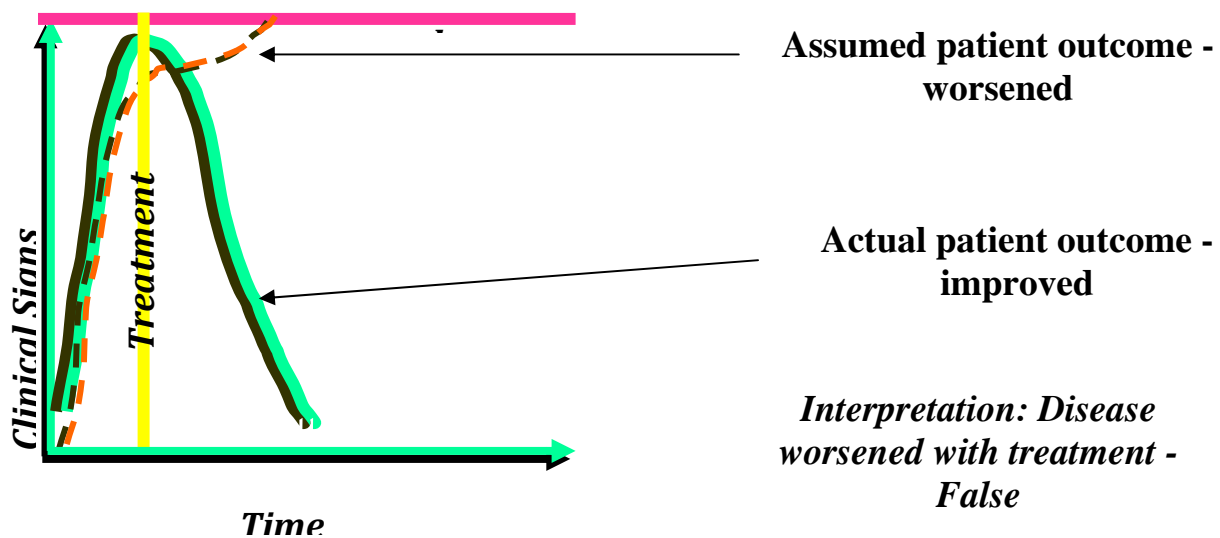 Assumed patient outcome -
worsened
Treatment
Clinical Signs
Actual patient outcome -
improved
Interpretation: Disease
worsened with treatment -
False
Time